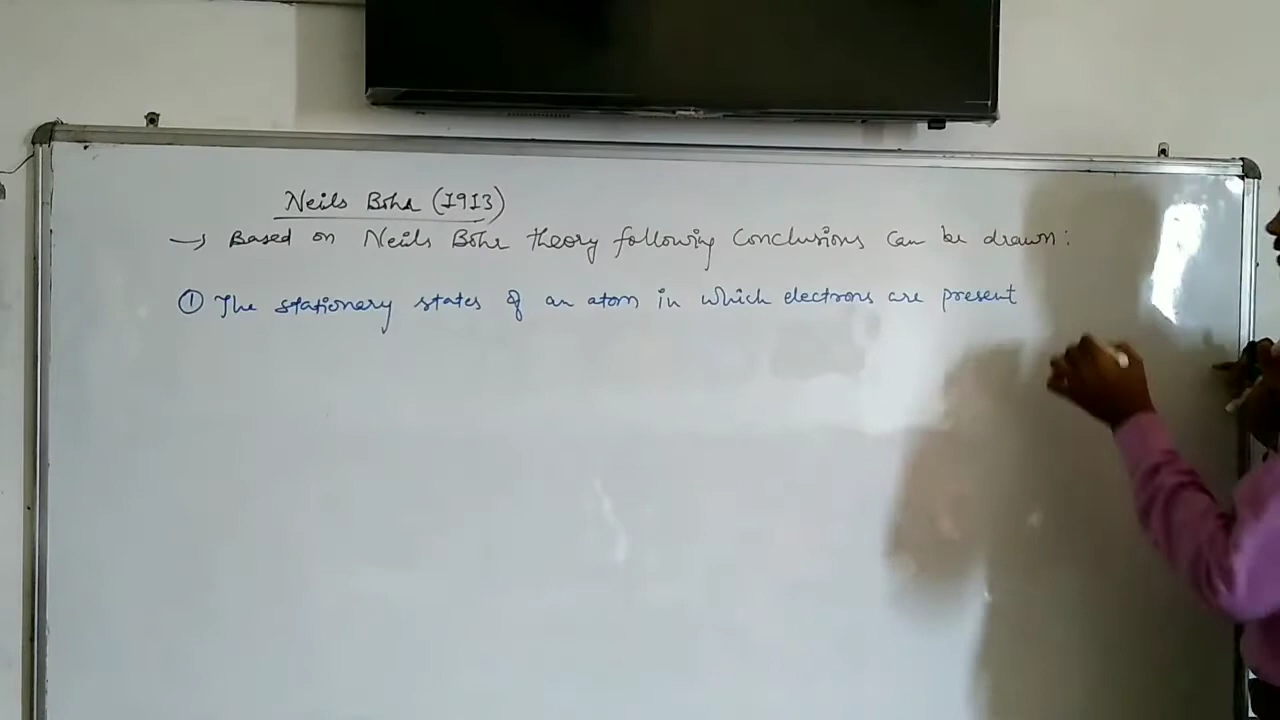 Neils Bohr (1913)
→ Based on Neils Bohr theory following Conclusions Can be drawn:
① The stationary states of an atom in which electrons are present